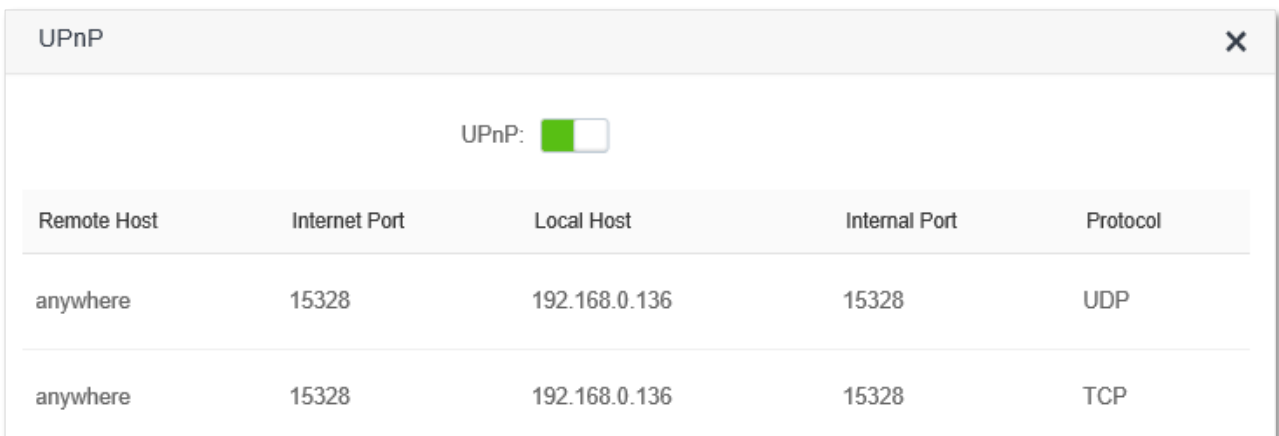 UPnP
UPnP:
Remote Host Internet Port Local Host Internal Port Protocol
anywhere 15328 192.168.0.136 15328 UDP
anywhere 15328 192.168.0.136 15328 TCP